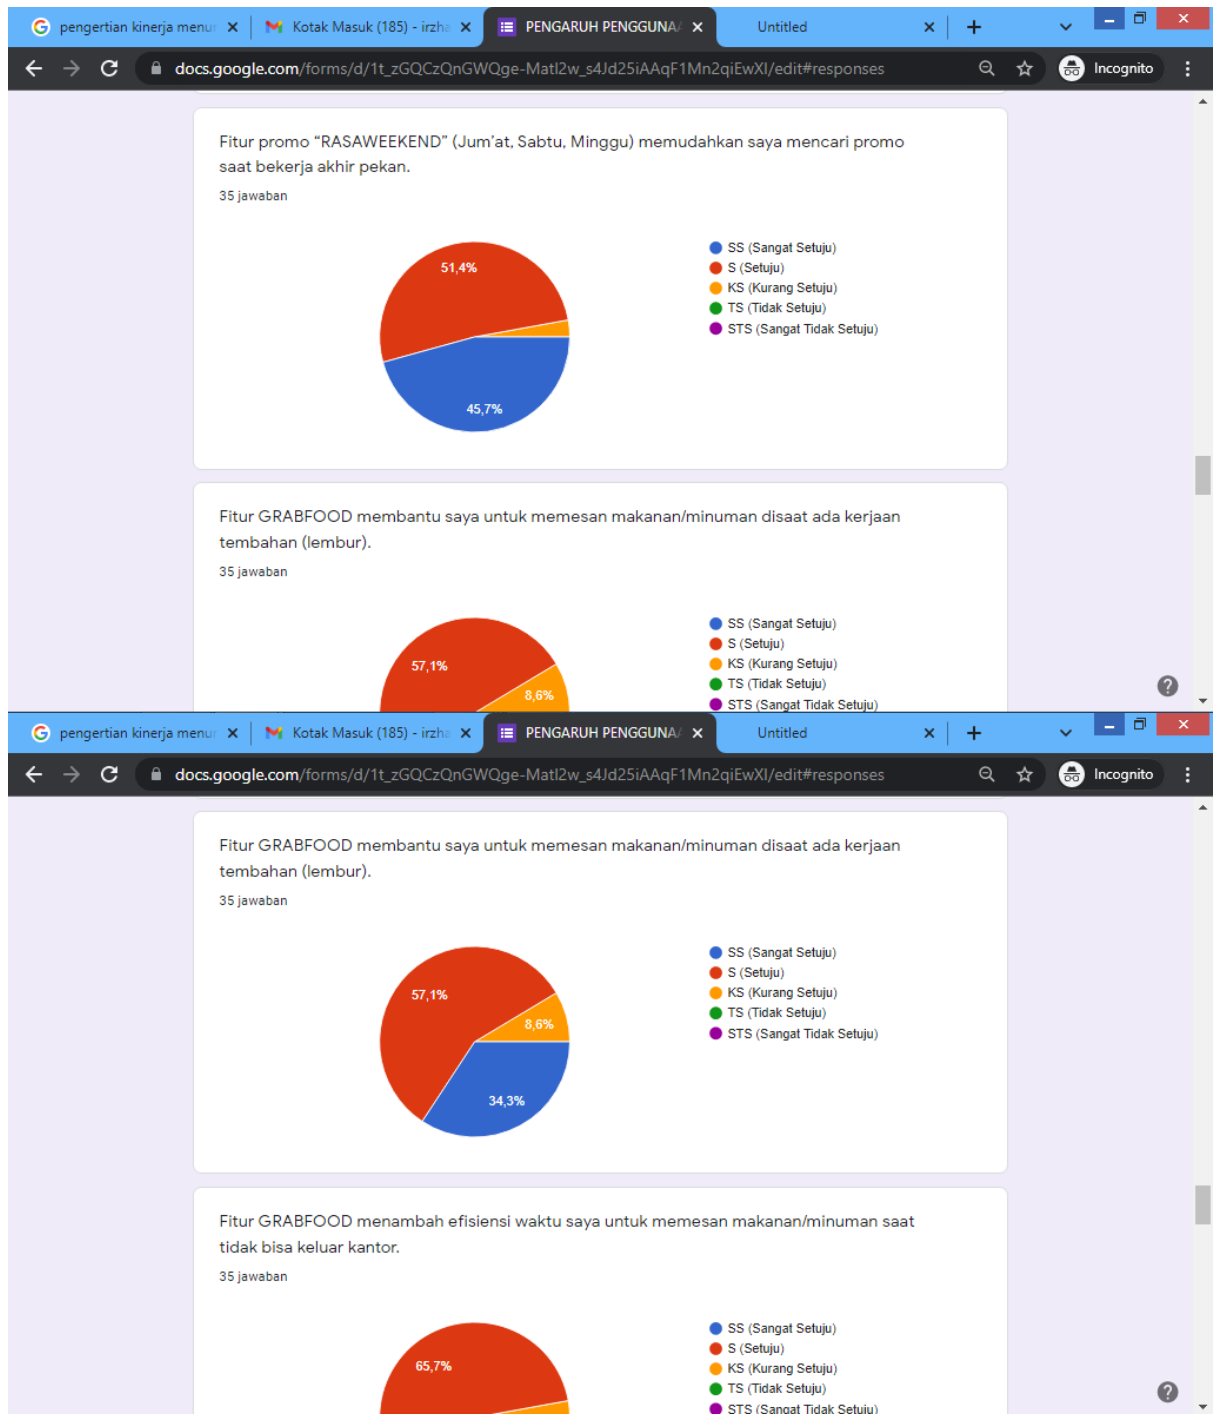 pengertian kinerja menur
Kotak Masuk (185) - irzha
PENGARUH PENGGUNA
Untitled
docs.google.com/forms/d/1t_zGQCzQnGWQge-Matl2w_s4Jd25iAAqF1Mn2qiEwXI/edit#responses
Incognito
Fitur promo “RASAWEEKEND” (Jum’at, Sabtu, Minggu) memudahkan saya mencari promo
saat bekerja akhir pekan.
35 jawaban
51,4%
45,7%
SS (Sangat Setuju)
S (Setuju)
KS (Kurang Setuju)
TS (Tidak Setuju)
STS (Sangat Tidak Setuju)
Fitur GRABFOOD membantu saya untuk memesan makanan/minuman disaat ada kerjaan
tembahan (lembur).
35 jawaban
57,1%
8,6%
SS (Sangat Setuju)
S (Setuju)
KS (Kurang Setuju)
TS (Tidak Setuju)
STS (Sangat Tidak Setuju)
pengertian kinerja menur
Kotak Masuk (185) - irzha
PENGARUH PENGGUNA
Untitled
docs.google.com/forms/d/1t_zGQCzQnGWQge-Matl2w_s4Jd25iAAqF1Mn2qiEwXI/edit#responses
Incognito
Fitur GRABFOOD membantu saya untuk memesan makanan/minuman disaat ada kerjaan
tembahan (lembur).
35 jawaban
57,1%
8,6%
34,3%
SS (Sangat Setuju)
S (Setuju)
KS (Kurang Setuju)
TS (Tidak Setuju)
STS (Sangat Tidak Setuju)
Fitur GRABFOOD menambah efisiensi waktu saya untuk memesan makanan/minuman saat
tidak bisa keluar kantor.
35 jawaban
65,7%
SS (Sangat Setuju)
S (Setuju)
KS (Kurang Setuju)
TS (Tidak Setuju)
STS (Sangat Tidak Setuju)